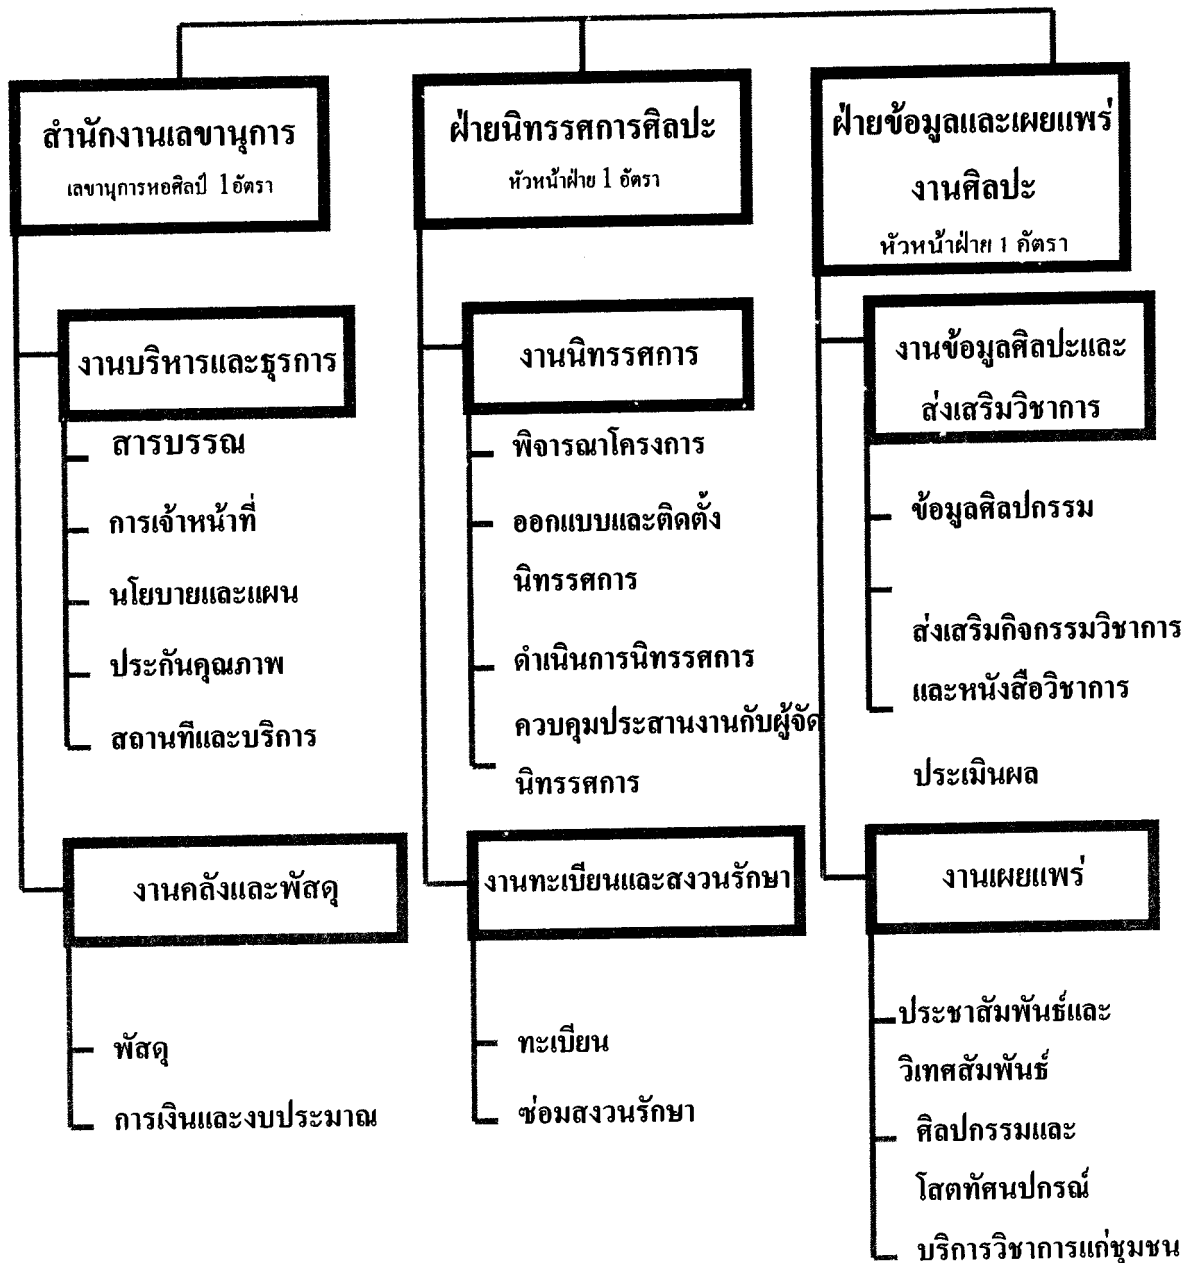 สำนักงานเลขานุการ
เลขานุการหอศิลป์ 1อัตรา
งานบริหารและธุรการ
สารบรรณ
การเจ้าหน้าที่
นโยบายและแผน
ประกันคุณภาพ
สถานที่และบริการ
งานคลังและพัสดุ
พัสดุ
การเงินและงบประมาณ
ฝ่ายนิทรรศการศิลปะ
หัวหน้าฝ่าย 1 อัตรา
งานนิทรรศการ
พิจารณาโครงการ
ออกแบบและติดตั้ง
นิทรรศการ
ดำเนินการนิทรรศการ
ควบคุมประสานงานกับผู้จัด
นิทรรศการ
งานทะเบียนและสงวนรักษา
ทะเบียน
ซ่อมสงวนรักษา
ฝ่ายข้อมูลและเผยแพร่
งานศิลปะ
หัวหน้าฝ่าย 1 อัตรา
งานข้อมูลศิลปะและ
ส่งเสริมวิชาการ
ข้อมูลศิลปกรรม
ส่งเสริมกิจกรรมวิชาการ
และหนังสือวิชาการ
ประเมินผล
งานเผยแพร่
ประชาสัมพันธ์และ
วิเทศสัมพันธ์
ศิลปกรรมและ
โสตทัศนปกรณ์
บริการวิชาการแก่ชุมชน